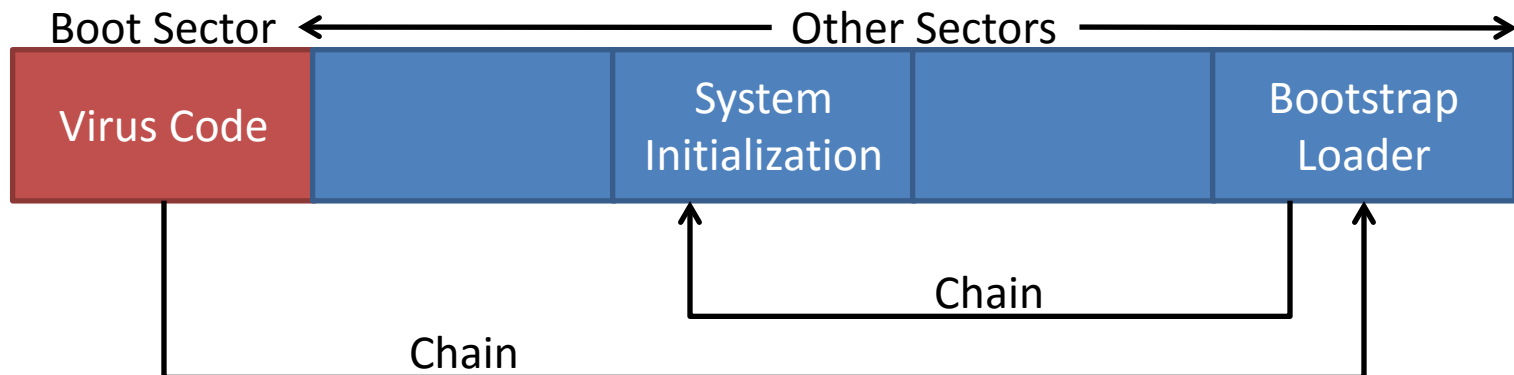 Boot Sector
Other Sectors
Virus Code
System
Initialization
Bootstrap
Loader
Chain
Chain